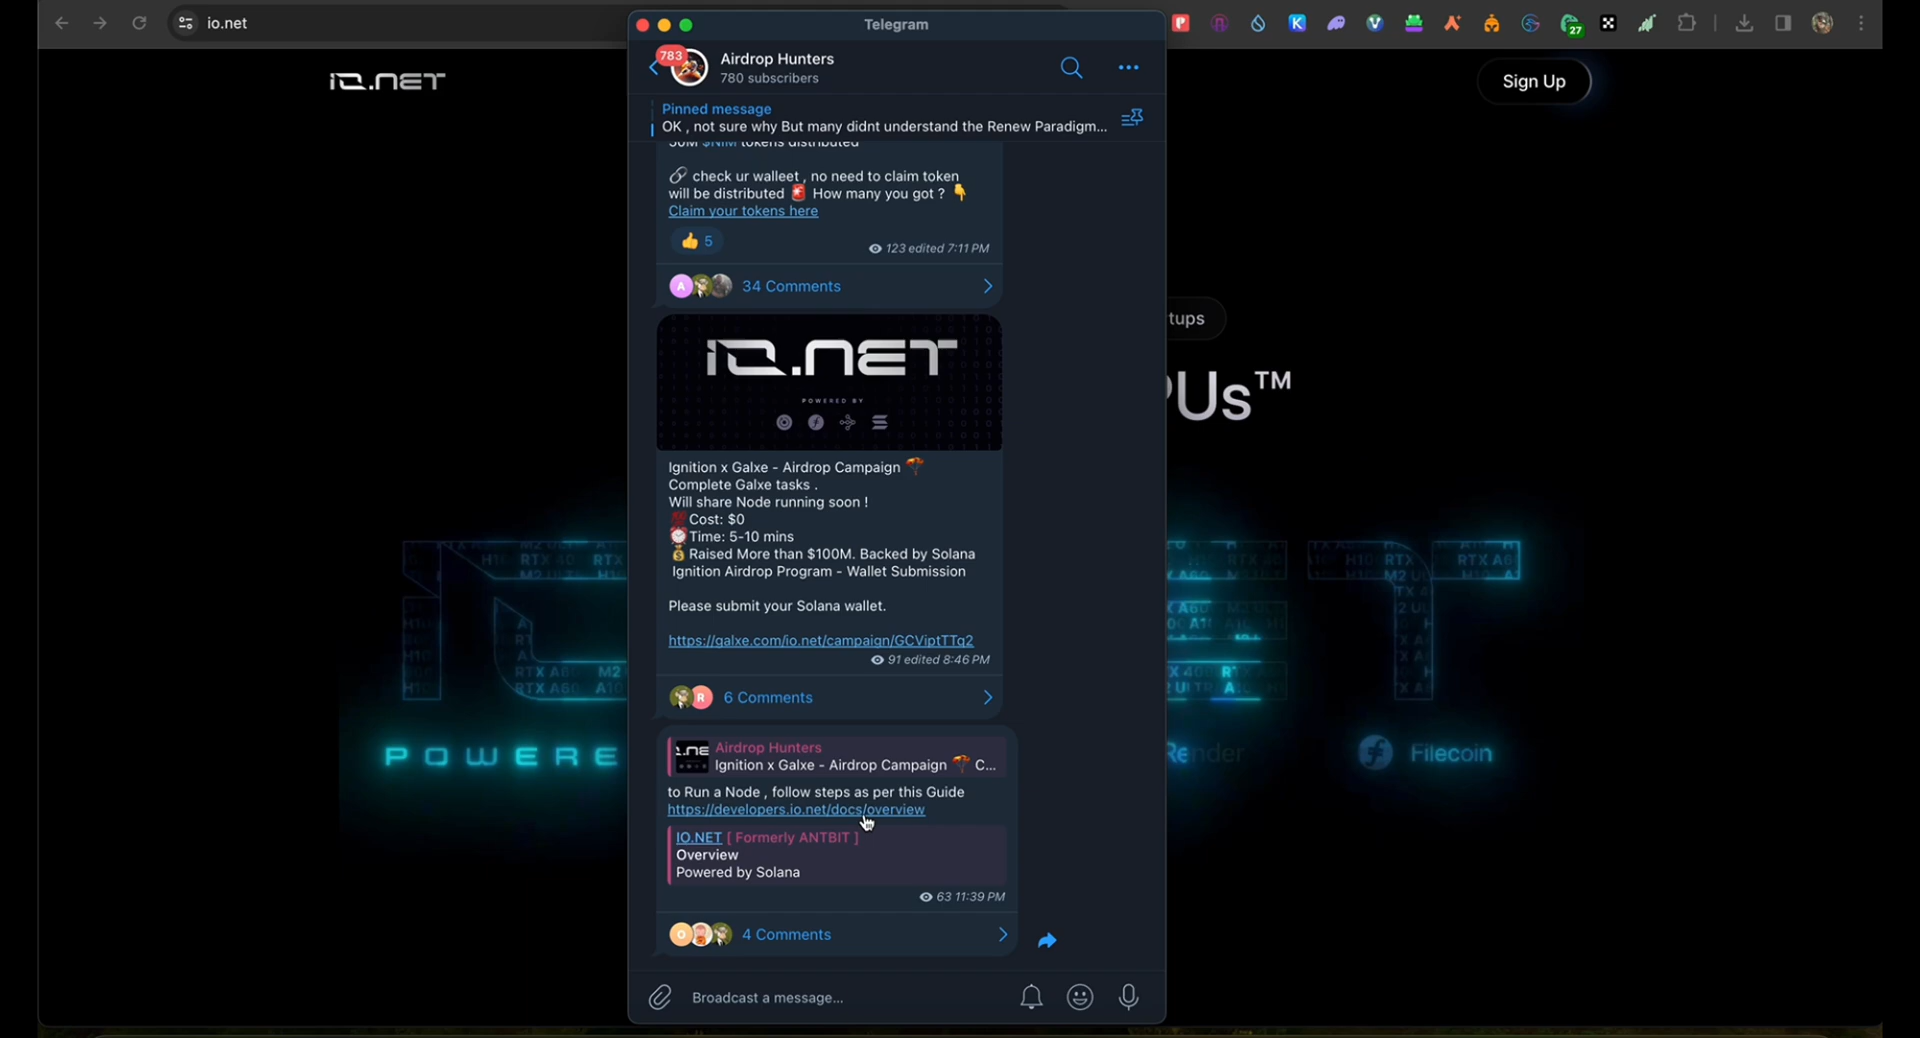 io.net
27
Telegram
IO.NET
Sign Up
783
Airdrop Hunters
780 subscribers
Pinned message
OK , not sure why But many didnt understand the Renew Paradigm...
50M $NIM tokens distributed
check ur walleet , no need to claim token
will be distributed 🚨 How many you got ? 👇
Claim your tokens here
👍 5
123 edited 7:11 PM
A
34 Comments
tups
PUs™
IO.NET
POWERED BY
Ignition x Galxe - Airdrop Campaign
Complete Galxe tasks .
Will share Node running soon !
💯Cost: $0
⏰Time: 5-10 mins
💰Raised More than $100M. Backed by Solana
Ignition Airdrop Program - Wallet Submission
Please submit your Solana wallet.
https://galxe.com/io.net/campaign/GCViptTTq2
91 edited 8:46 PM
R
6 Comments
Airdrop Hunters
Ignition x Galxe - Airdrop Campaign C...
to Run a Node , follow steps as per this Guide
https://developers.io.net/docs/overview
IO.NET [ Formerly ANTBIT ]
Overview
Powered by Solana
63 11:39 PM
O
4 Comments
POWERE
Render
Filecoin
Broadcast a message...